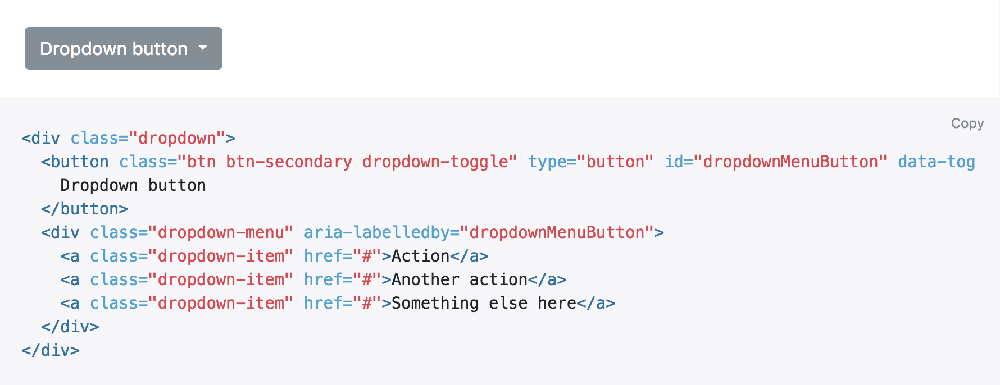 Dropdown button
Copy
<div class="dropdown">
  <button class="btn btn-secondary dropdown-toggle" type="button" id="dropdownMenuButton" data-tog
    Dropdown button
  </button>
  <div class="dropdown-menu" aria-labelledby="dropdownMenuButton">
    <a class="dropdown-item" href="#">Action</a>
    <a class="dropdown-item" href="#">Another action</a>
    <a class="dropdown-item" href="#">Something else here</a>
  </div>
</div>